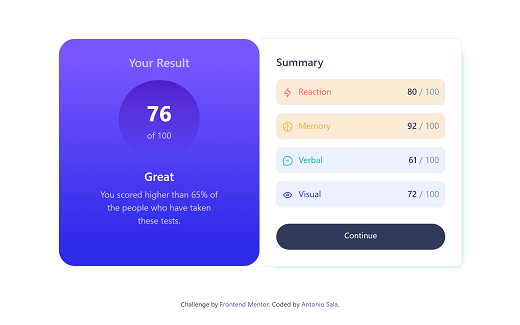 Your Result
76
of 100
Great
You scored higher than 65% of
the people who have taken
these tests.
Summary
Reaction 80 / 100
Memory 92 / 100
Verbal 61 / 100
Visual 72 / 100
Continue
Challenge by Frontend Mentor. Coded by Antonio Sala.